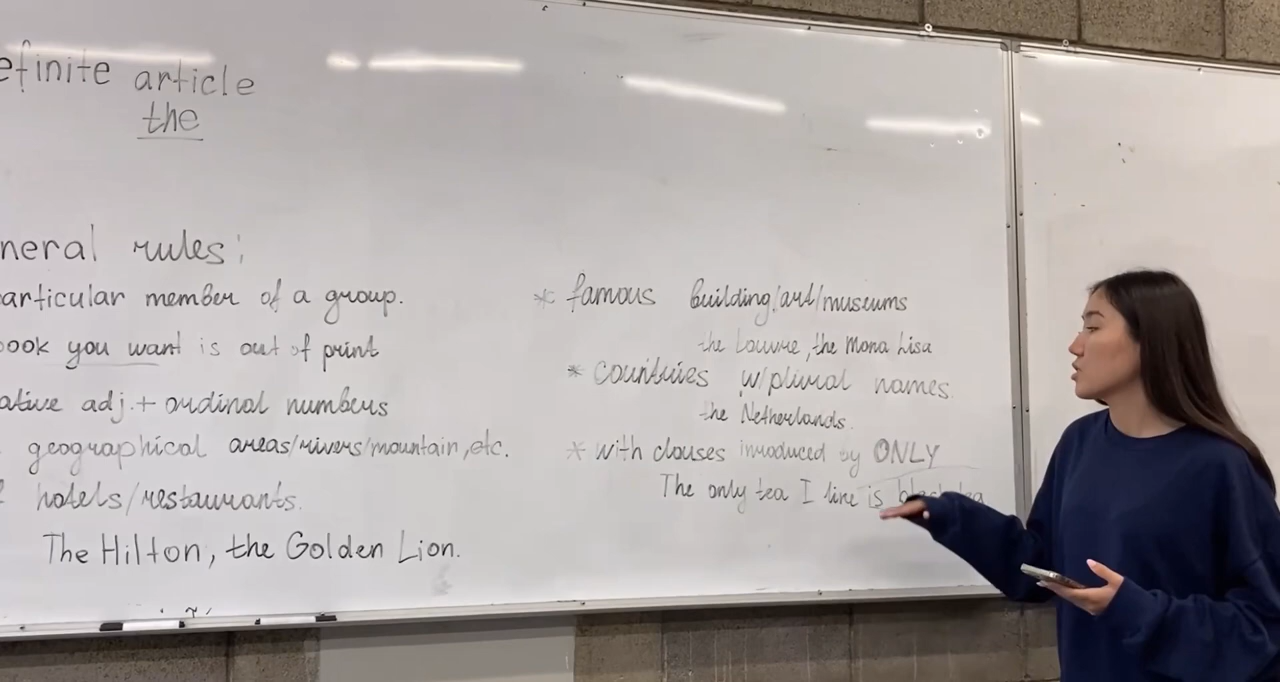 efinite article
the
neral rules:
articular member of a group.
ook you want is out of print
ative adj. + ordinal numbers
geographical areas/rivers/mountain, etc.
hotels/restaurants.
The Hilton, the Golden Lion.
* famous building/art/museums
the Louvre, the Mona Lisa
* countries w/plural names.
the Netherlands.
* with clauses inroduced by ONLY
The only tea I like is